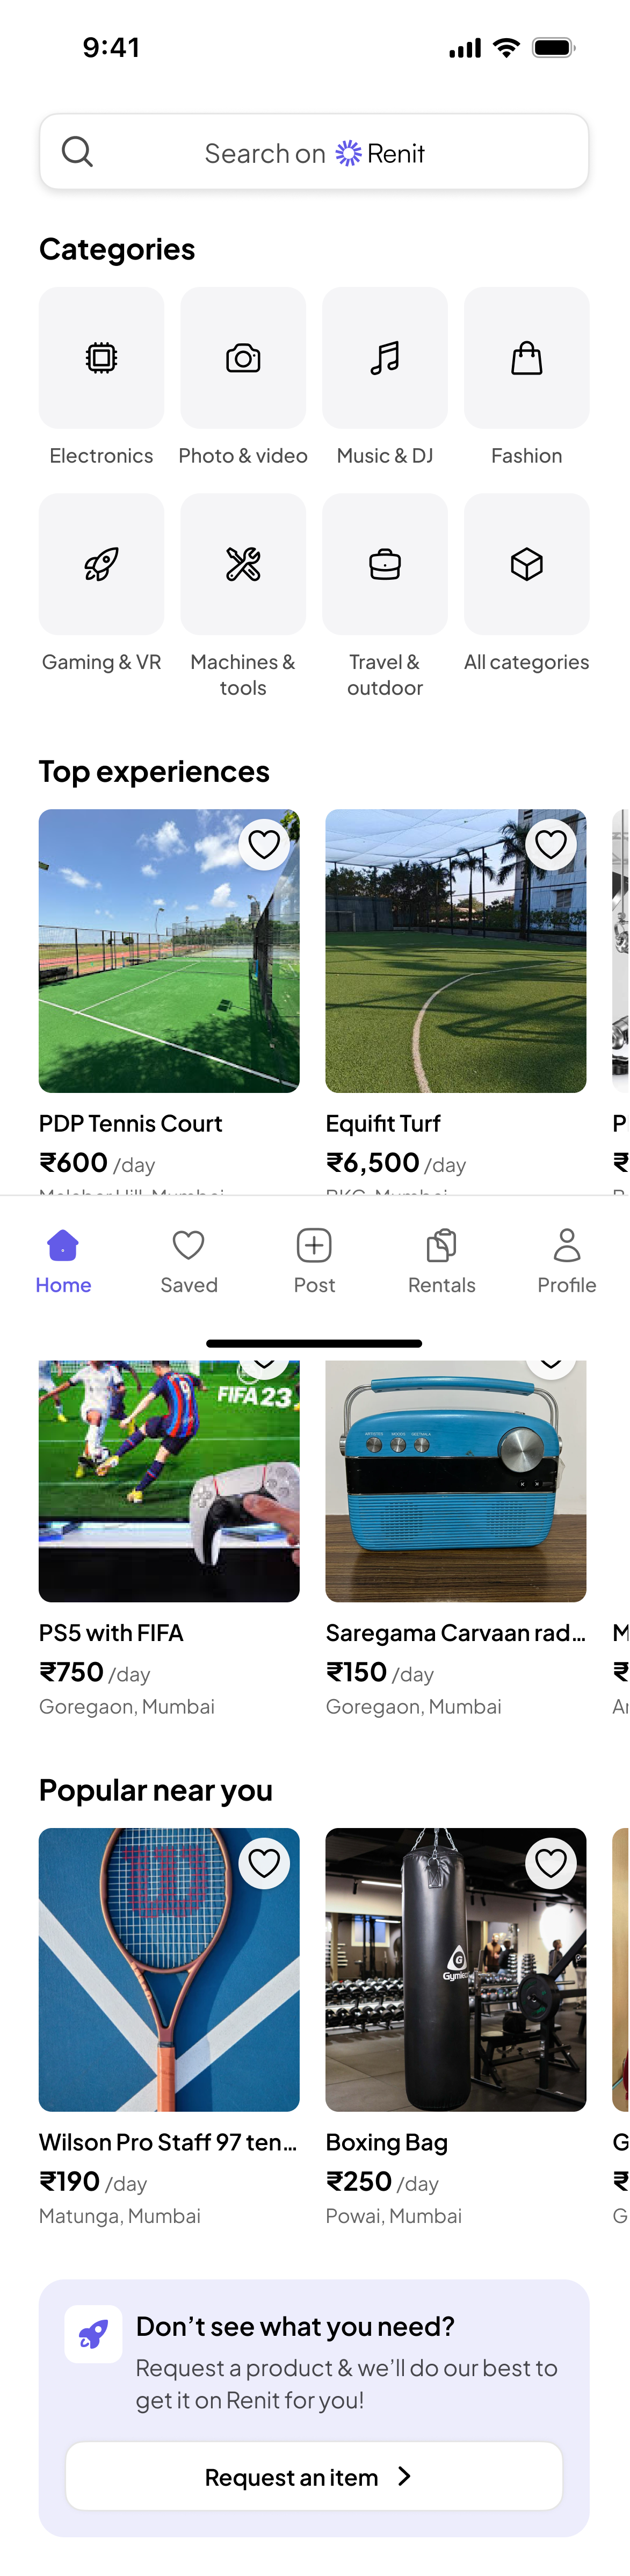 9:41
Search on Renit
Categories
Electronics
Photo & video
Music & DJ
Fashion
Gaming & VR
Machines &
tools
Travel &
outdoor
All categories
Top experiences
PDP Tennis Court
Equifit Turf
P
₹600 /day
₹6,500 /day
₹
Home
Saved
Post
Rentals
Profile
FIFA 23
PS5 with FIFA
Saregama Carvaan rad...
M
₹750 /day
₹150 /day
₹
Goregaon, Mumbai
Goregaon, Mumbai
Popular near you
Wilson Pro Staff 97 ten...
Boxing Bag
G
₹190 /day
₹250 /day
₹
Matunga, Mumbai
Powai, Mumbai
G
Don’t see what you need?
Request a product & we’ll do our best to
get it on Renit for you!
Request an item